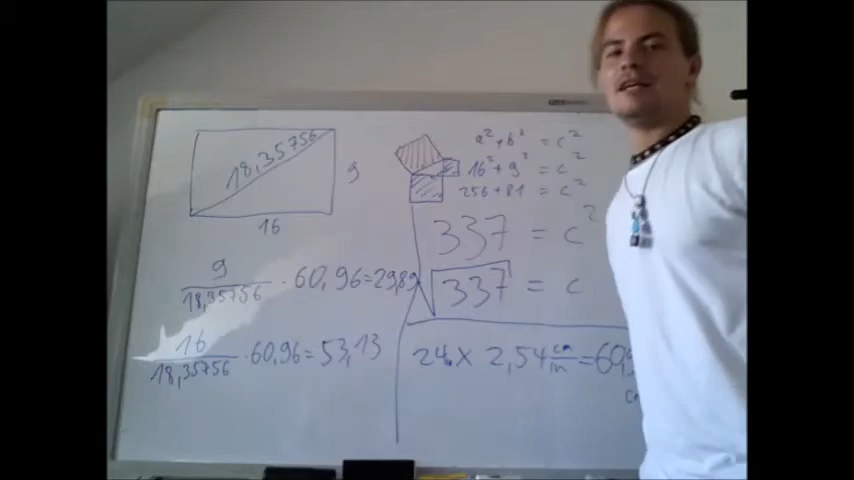 18,35756
9
16
9/18,35756 · 60,96=29,89
16/18,35756 · 60,96=53,13
a²+b² = c²
16²+9² = c²
256+81 = c²
337 = c²
√337 = c
24 x 2,54 cm/in =60,9